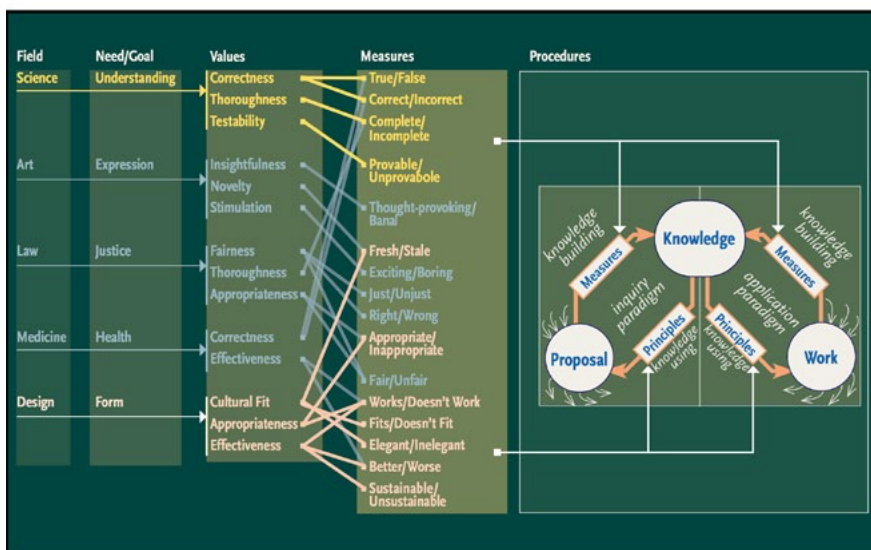 Field
Need/Goal
Values
Measures
Procedures
Science
Understanding
Correctness
Thoroughness
Testability
Art
Expression
Insightfulness
Novelty
Stimulation
Law
Justice
Fairness
Thoroughness
Appropriateness
Medicine
Health
Correctness
Effectiveness
Design
Form
Cultural Fit
Appropriateness
Effectiveness
True/False
Correct/Incorrect
Complete/
Incomplete
Provable/
Unprovabole
Thought-provoking/
Banal
Fresh/Stale
Exciting/Boring
Just/Unjust
Right/Wrong
Appropriate/
Inappropriate
Fair/Unfair
Works/Doesn't Work
Fits/Doesn't Fit
Elegant/Inelegant
Better/Worse
Sustainable/
Unsustainable
knowledge
building
Measures
Knowledge
Measures
knowledge
building
inquiry
paradigm
application
paradigm
Proposal
Principles
knowledge
using
Principles
knowledge
using
Work